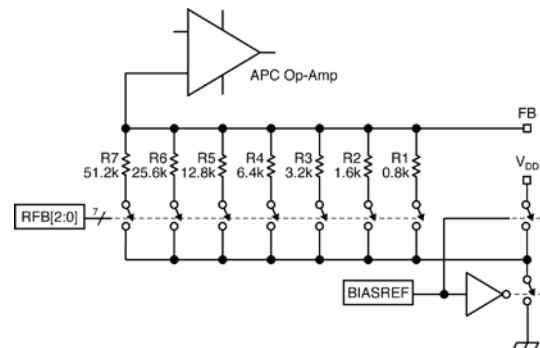 APC Op-Amp
FB
R7 R6 R5 R4 R3 R2 R1
51.2k 25.6k 12.8k 6.4k 3.2k 1.6k 0.8k
VDD
RFB[2:0] 7
BIASREF